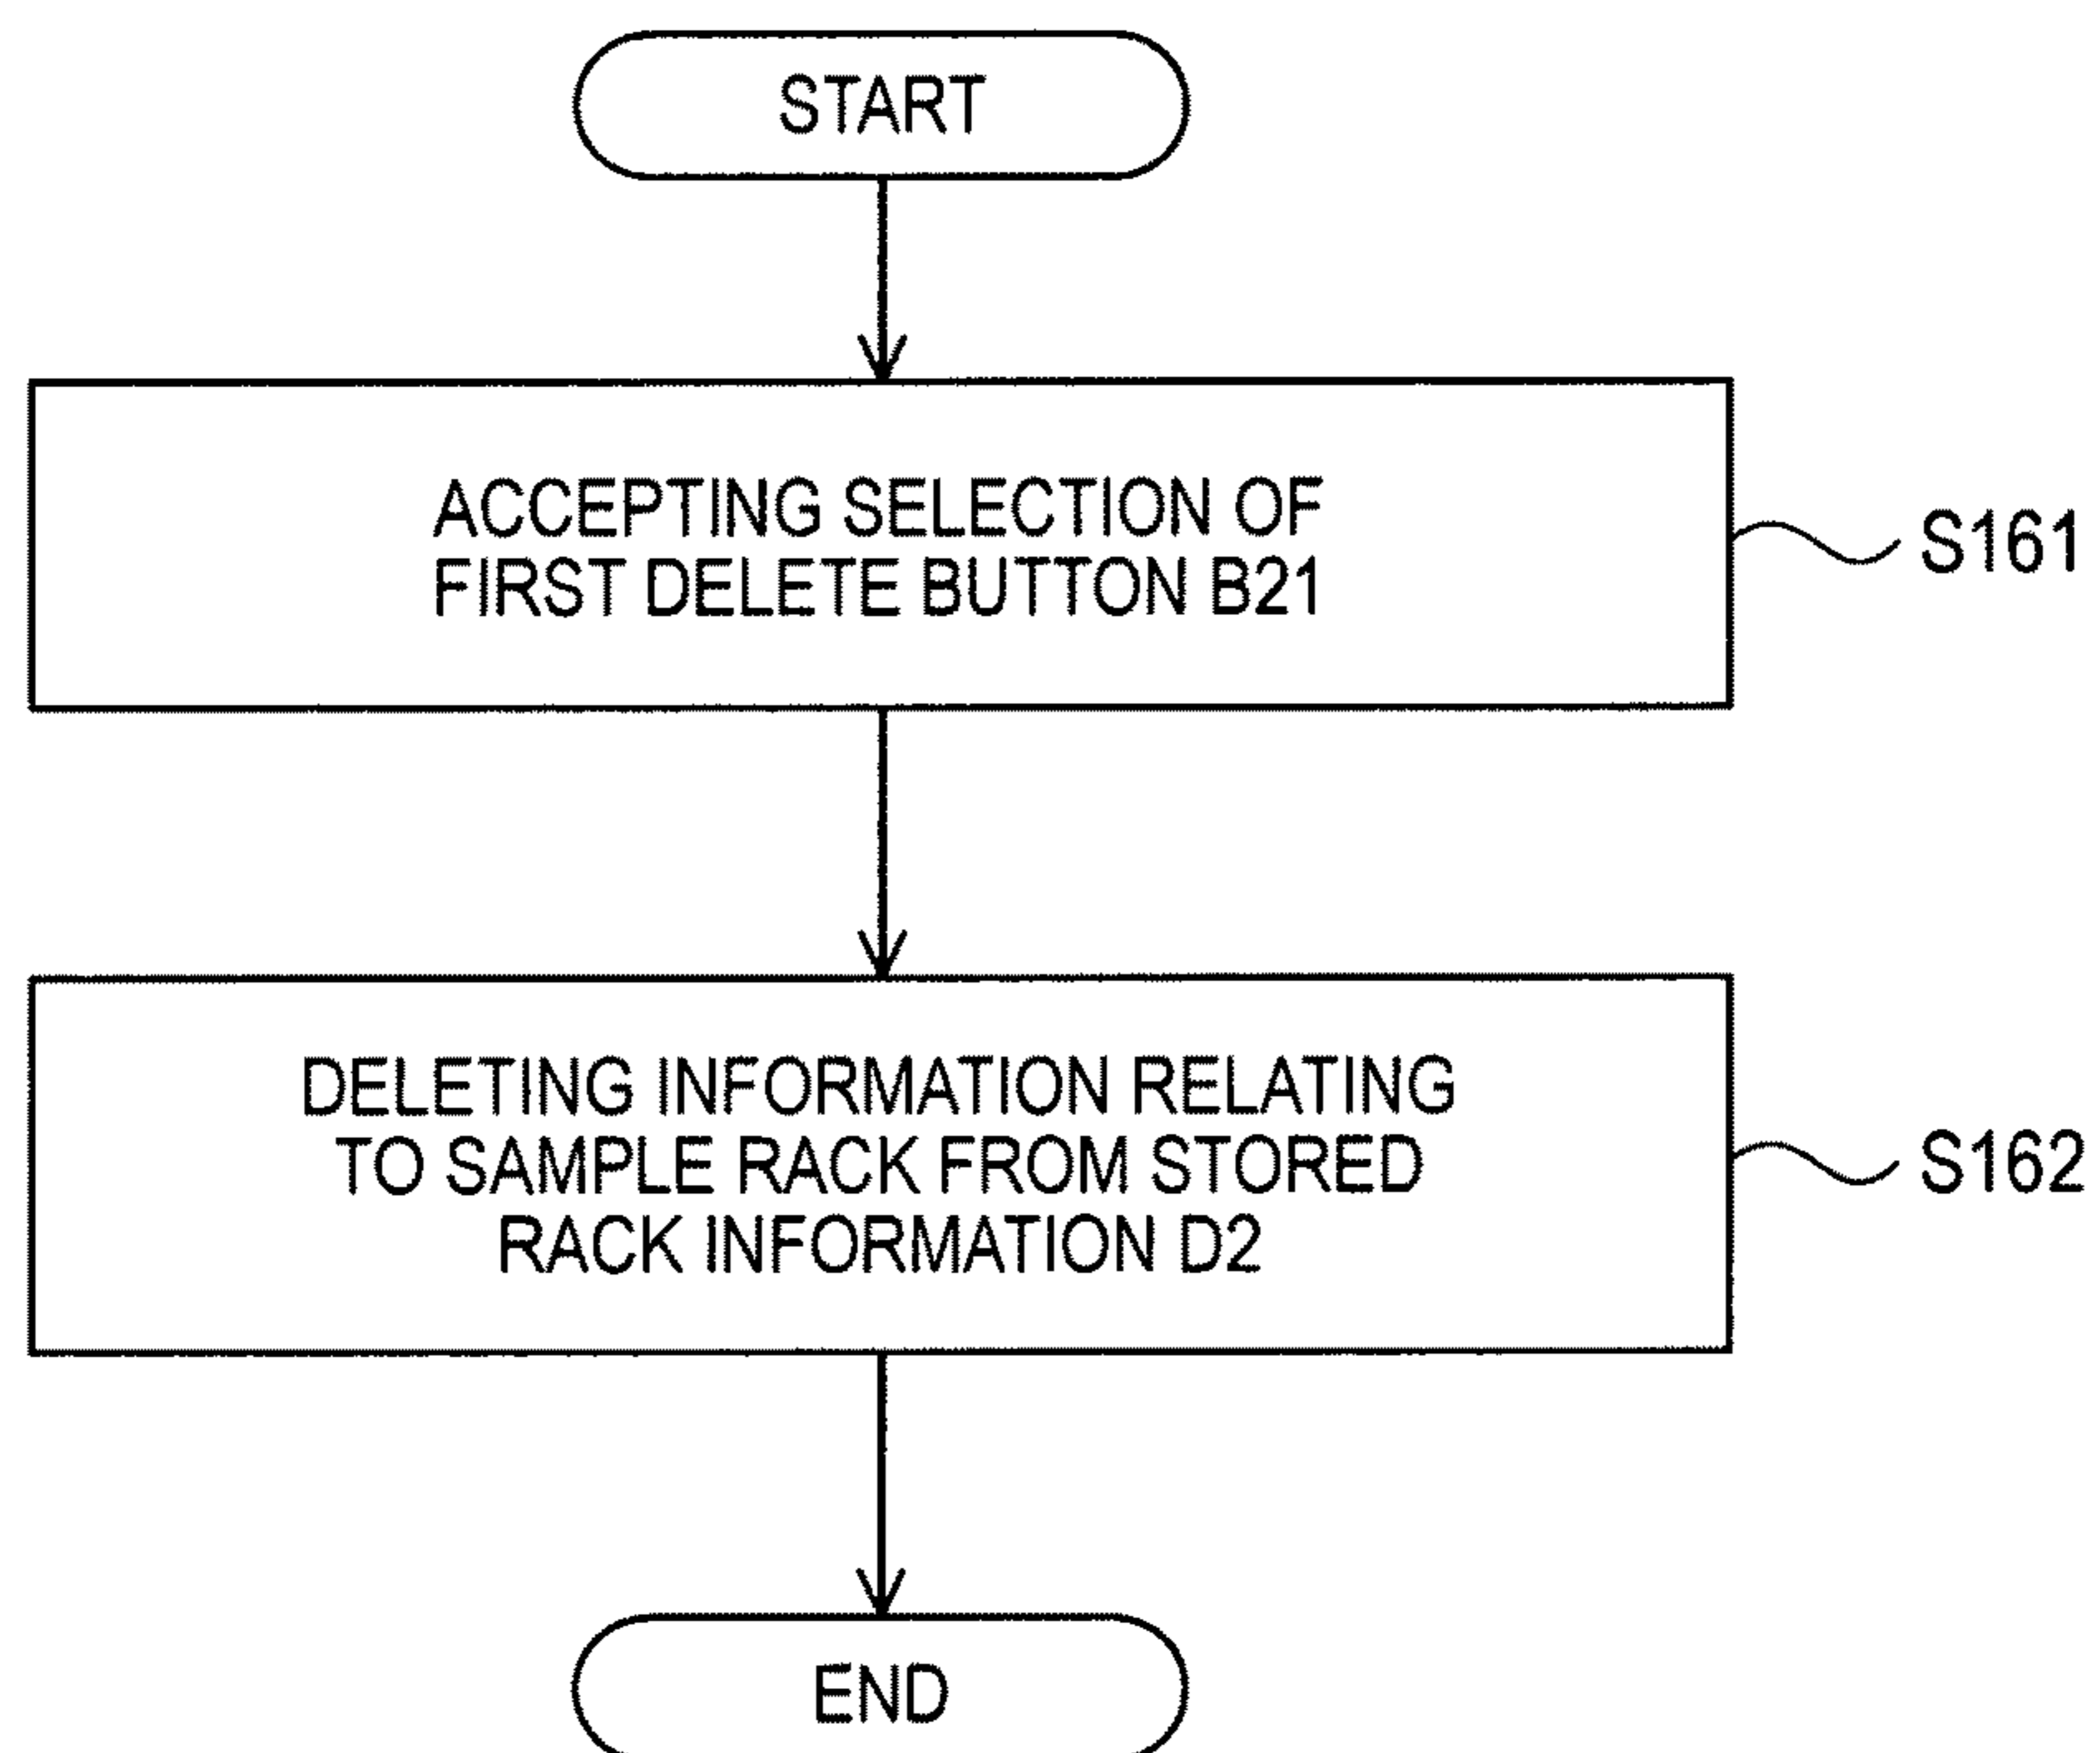 START
ACCEPTING SELECTION OF
FIRST DELETE BUTTON B21
S161
DELETING INFORMATION RELATING
TO SAMPLE RACK FROM STORED
RACK INFORMATION D2
S162
END